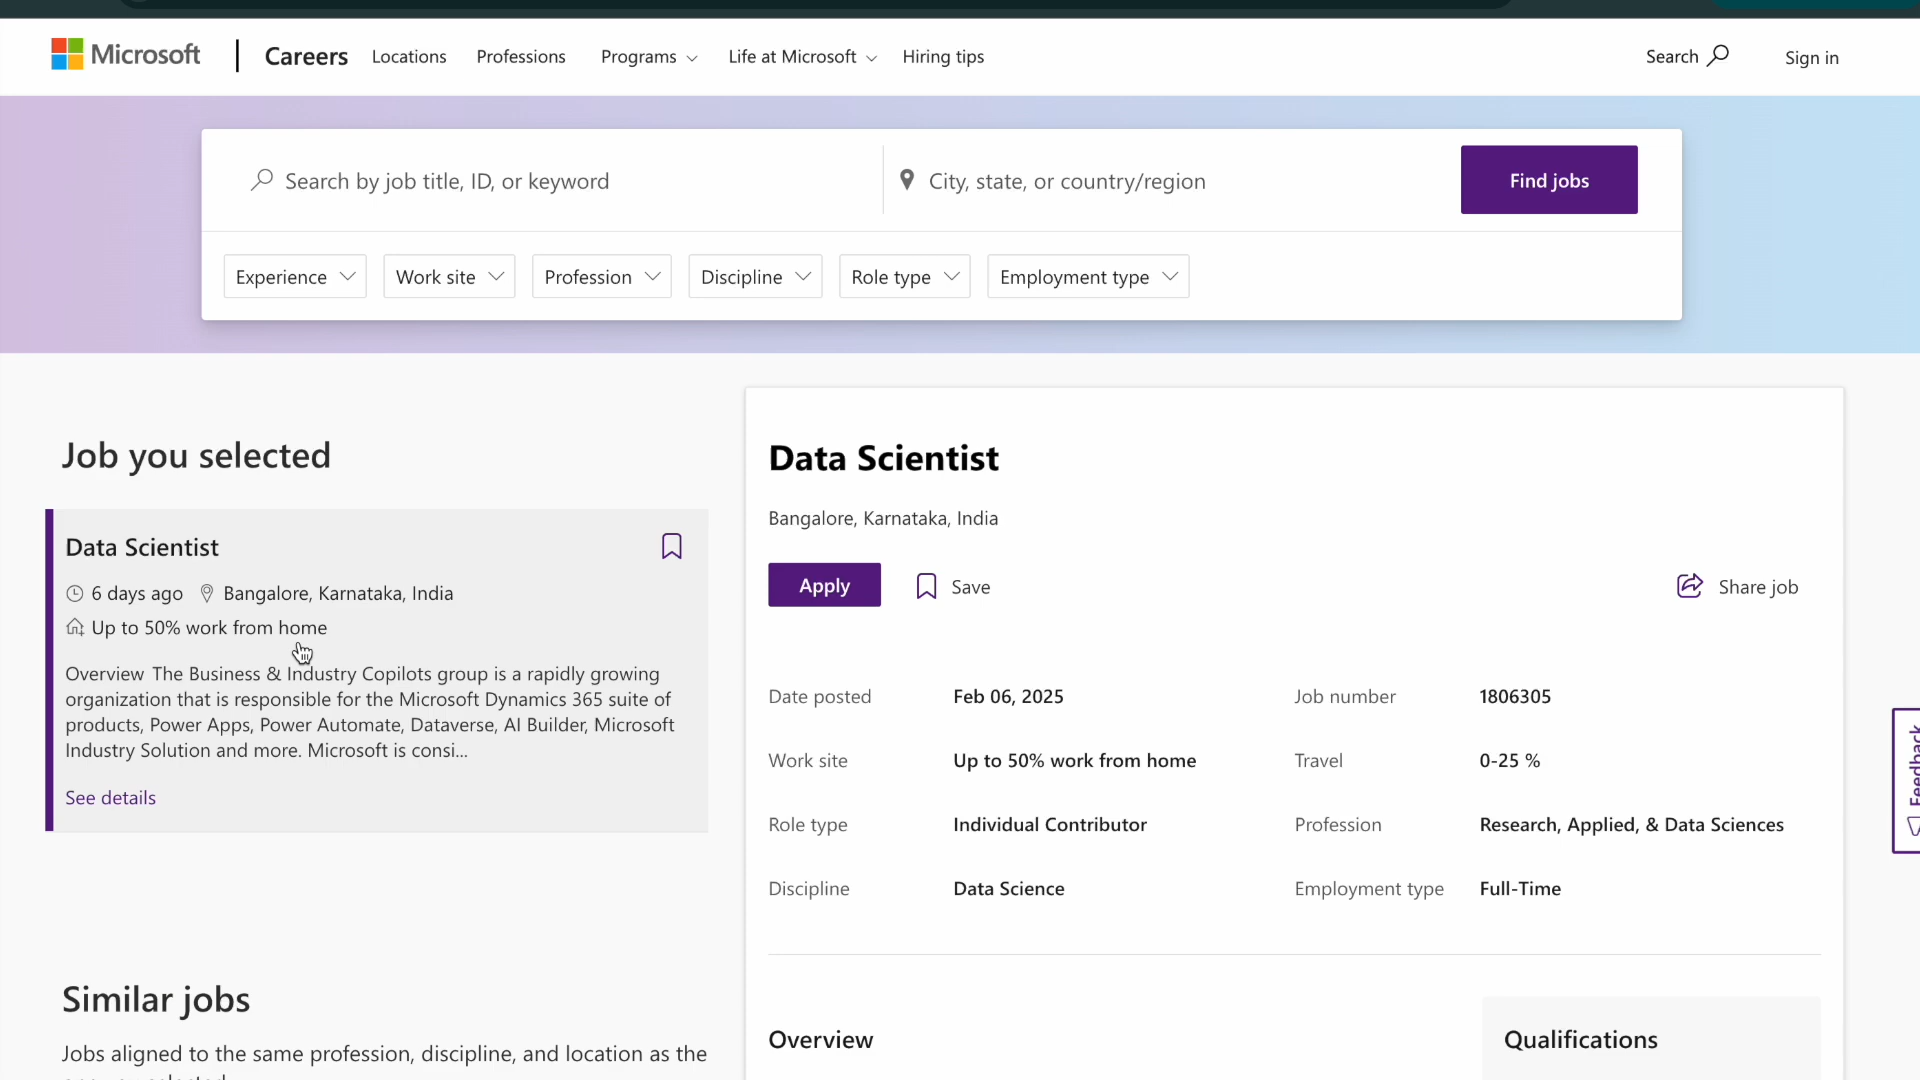 Microsoft
Careers
Locations
Professions
Programs
Life at Microsoft
Hiring tips
Search
Sign in
Search by job title, ID, or keyword
City, state, or country/region
Find jobs
Experience
Work site
Profession
Discipline
Role type
Employment type
Job you selected
Data Scientist
6 days ago
Bangalore, Karnataka, India
Up to 50% work from home
Overview The Business & Industry Copilots group is a rapidly growing
organization that is responsible for the Microsoft Dynamics 365 suite of
products, Power Apps, Power Automate, Dataverse, AI Builder, Microsoft
Industry Solution and more. Microsoft is consi...
See details
Similar jobs
Jobs aligned to the same profession, discipline, and location as the
Data Scientist
Bangalore, Karnataka, India
Apply
Save
Share job
Date posted
Feb 06, 2025
Job number
1806305
Work site
Up to 50% work from home
Travel
0-25 %
Role type
Individual Contributor
Profession
Research, Applied, & Data Sciences
Discipline
Data Science
Employment type
Full-Time
Overview
Qualifications
Feedback